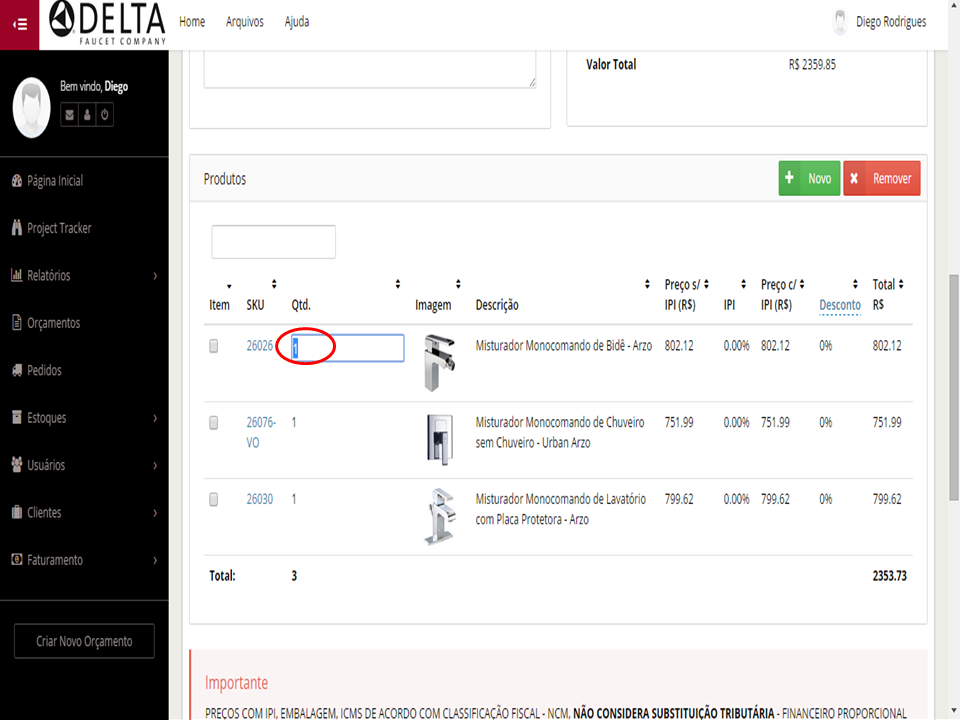 DELTA
FAUCET COMPANY
Home
Arquivos
Ajuda
Diego Rodrigues
Bem vindo, Diego
Página Inicial
Project Tracker
Relatórios
Orçamentos
Pedidos
Estoques
Usuários
Clientes
Faturamento
Criar Novo Orçamento
Valor Total R$ 2359.85
Produtos
Novo
Remover
Item SKU Qtd. Imagem Descrição Preço s/ IPI (R$) IPI Preço c/ IPI (R$) Desconto Total R$
26026 1 Misturador Monocomando de Bidê - Arzo 802.12 0.00% 802.12 0% 802.12
26076-VO 1 Misturador Monocomando de Chuveiro 751.99 0.00% 751.99 0% 751.99
sem Chuveiro - Urban Arzo
26030 1 Misturador Monocomando de Lavatório 799.62 0.00% 799.62 0% 799.62
com Placa Protetora - Arzo
Total: 3 2353.73
Importante
PREÇOS COM IPI, EMBALAGEM, ICMS DE ACORDO COM CLASSIFICAÇÃO FISCAL - NCM, NÃO CONSIDERA SUBSTITUIÇÃO TRIBUTÁRIA - FINANCEIRO PROPORCIONAL